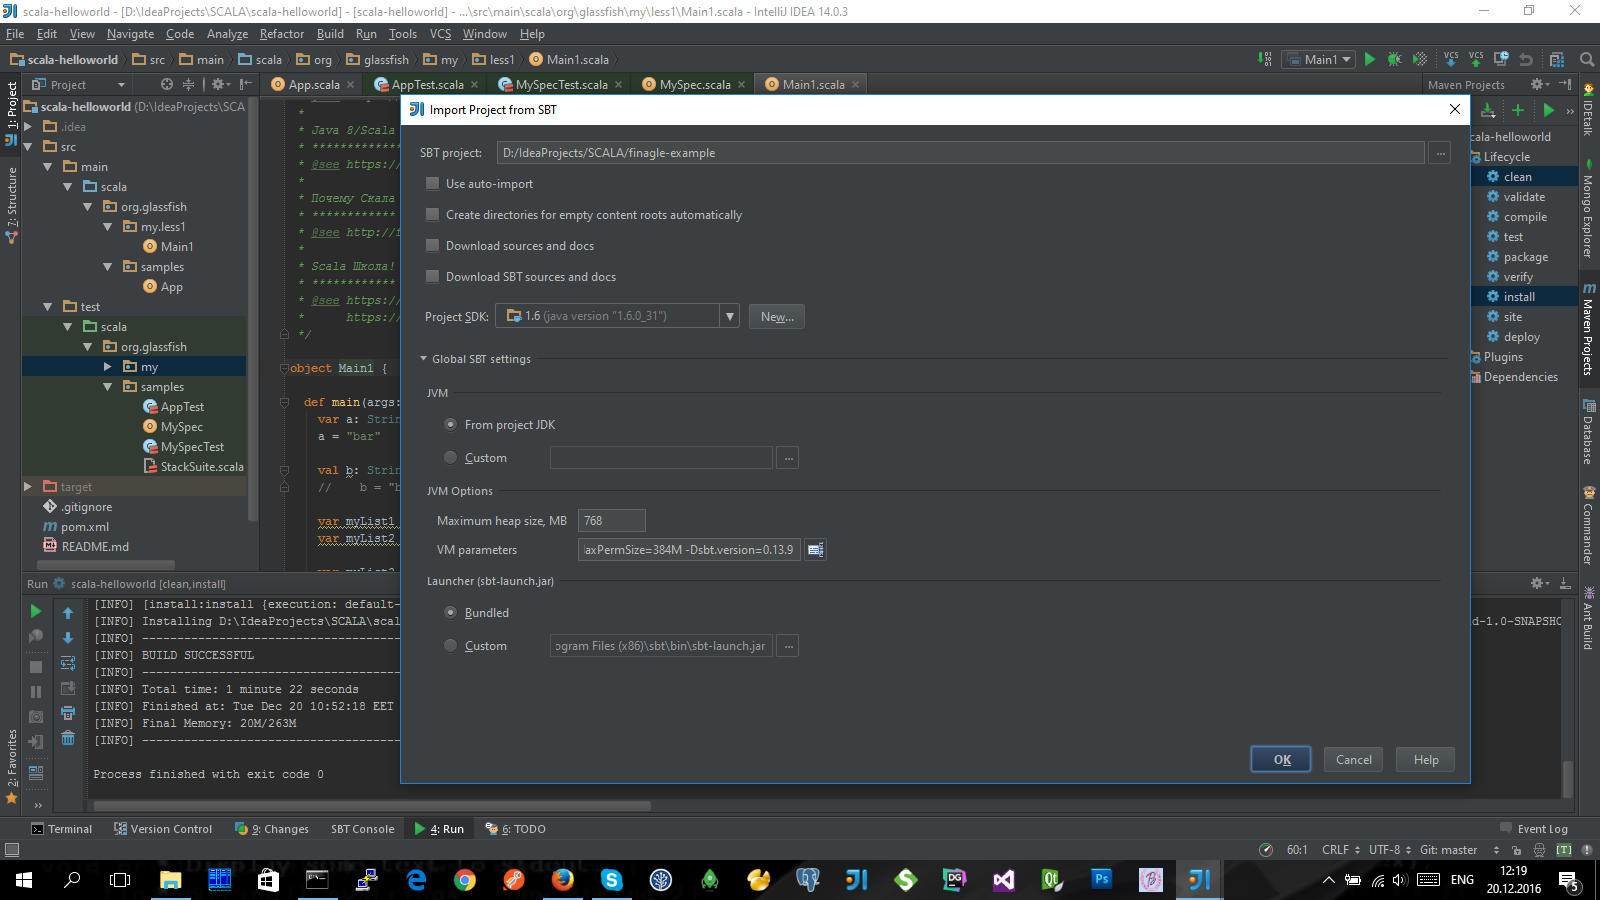 scala-helloworld - [D:\IdeaProjects\SCALA\scala-helloworld] - [scala-helloworld] - ...\src\main\scala\org\glassfish\my\less1\Main1.scala - IntelliJ IDEA 14.0.3
File Edit View Navigate Code Analyze Refactor Build Run Tools VCS Window Help
scala-helloworld src main scala org glassfish my less1 Main1.scala Main1
Project App.scala AppTest.scala MySpecTest.scala MySpec.scala Main1.scala Maven Projects
1: Project
7: Structure
2: Favorites
scala-helloworld (D:\IdeaProjects\SCA
.idea
src
main
scala
org.glassfish
my.less1
Main1
samples
App
test
scala
org.glassfish
my
samples
AppTest
MySpec
MySpecTest
StackSuite.scala
target
.gitignore
pom.xml
README.md
*
* Java 8/Scala
* ************
* @see https:/
*
* Почему Скала
* ************
* @see http://f
*
* Scala Школа!
* ************
* @see https:/
* https:/
*/
object Main1 {
def main(args:
var a: Strin
a = "bar"
val b: Strin
// b = "b
var myList1
var myList2
Import Project from SBT
SBT project: D:/IdeaProjects/SCALA/finagle-example ...
Use auto-import
Create directories for empty content roots automatically
Download sources and docs
Download SBT sources and docs
Project SDK: 1.6 (java version "1.6.0_31") New...
Global SBT settings
JVM
From project JDK
Custom ...
JVM Options
Maximum heap size, MB 768
VM parameters laxPermSize=384M -Dsbt.version=0.13.9
Launcher (sbt-launch.jar)
Bundled
Custom ogram Files (x86)\sbt\bin\sbt-launch.jar ...
OK Cancel Help
cala-helloworld
Lifecycle
clean
validate
compile
test
package
verify
install
site
deploy
Plugins
Dependencies
IDEtalk
Mongo Explorer
Maven Projects
Database
Commander
Ant Build
Run scala-helloworld [clean,install]
[INFO] [install:install {execution: default-
[INFO] Installing D:\IdeaProjects\SCALA\scal d-1.0-SNAPSHO
[INFO] -------------------------------------
[INFO] BUILD SUCCESSFUL
[INFO] -------------------------------------
[INFO] Total time: 1 minute 22 seconds
[INFO] Finished at: Tue Dec 20 10:52:18 EET
[INFO] Final Memory: 20M/263M
[INFO] -------------------------------------
Process finished with exit code 0
Terminal Version Control 9: Changes SBT Console 4: Run 6: TODO Event Log
60:1 CRLF UTF-8 Git: master [T]
ENG 12:19
20.12.2016
5